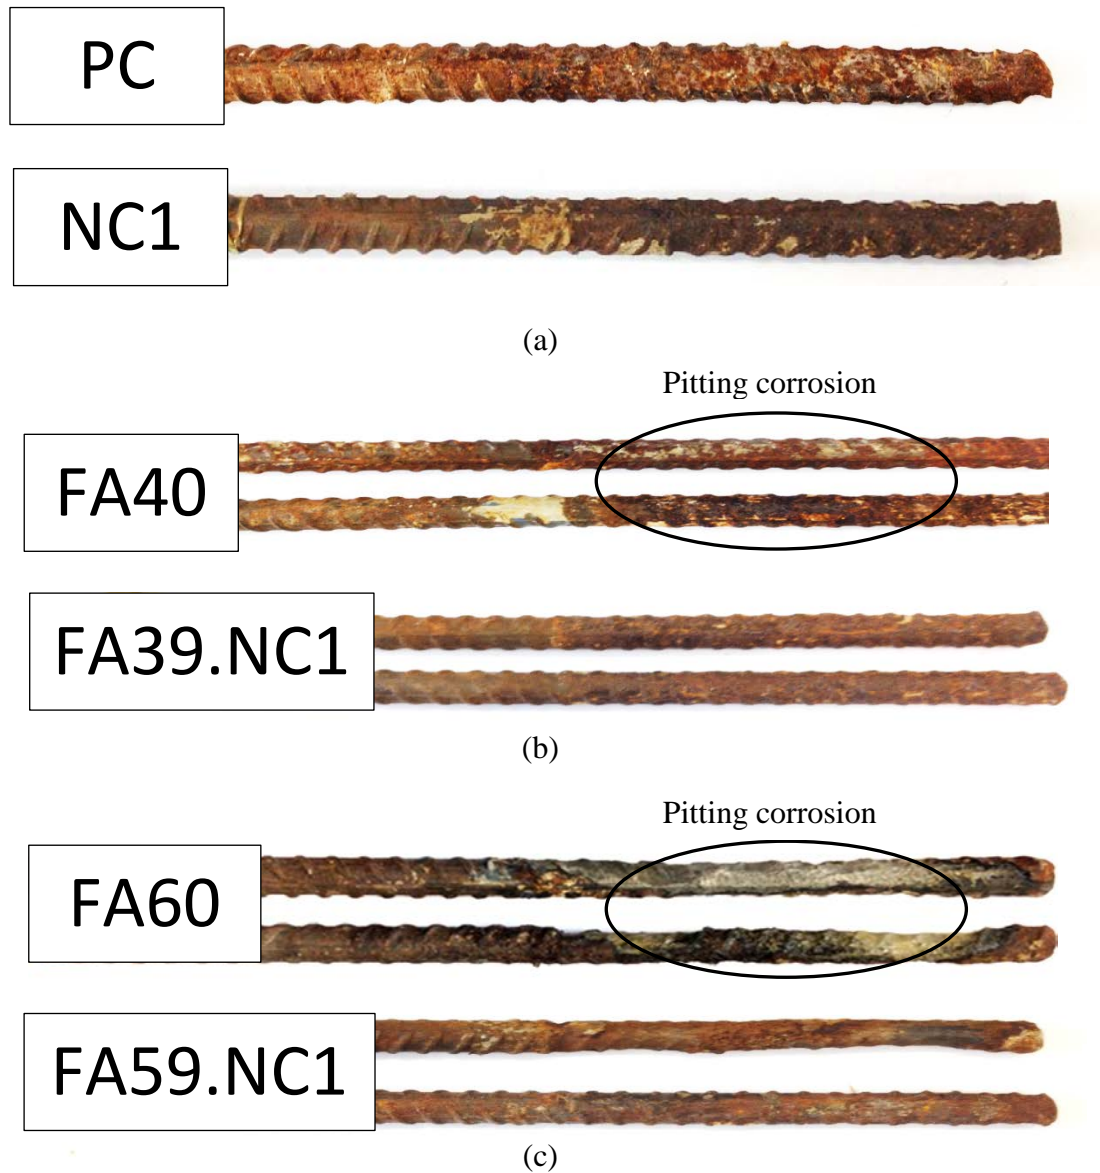 PC
NC1
(a)
Pitting corrosion
FA40
FA39.NC1
(b)
Pitting corrosion
FA60
FA59.NC1
(c)